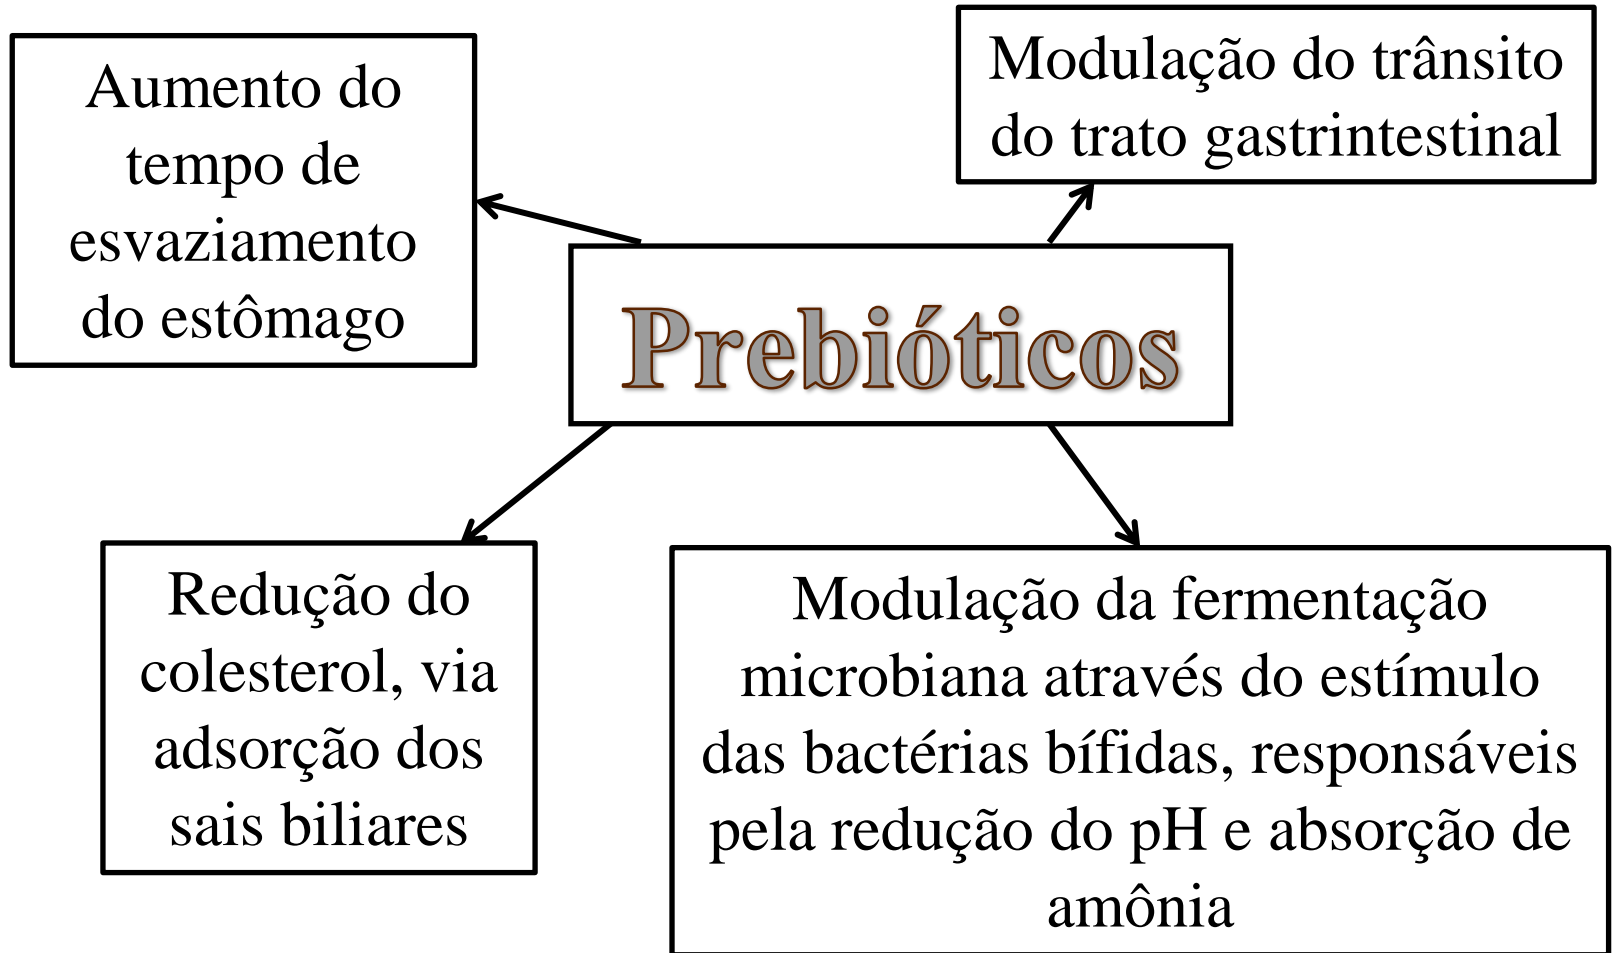 Aumento do
tempo de
esvaziamento
do estômago
Modulação do trânsito
do trato gastrintestinal
Prebióticos
Redução do
colesterol, via
adsorção dos
sais biliares
Modulação da fermentação
microbiana através do estímulo
das bactérias bífidas, responsáveis
pela redução do pH e absorção de
amônia